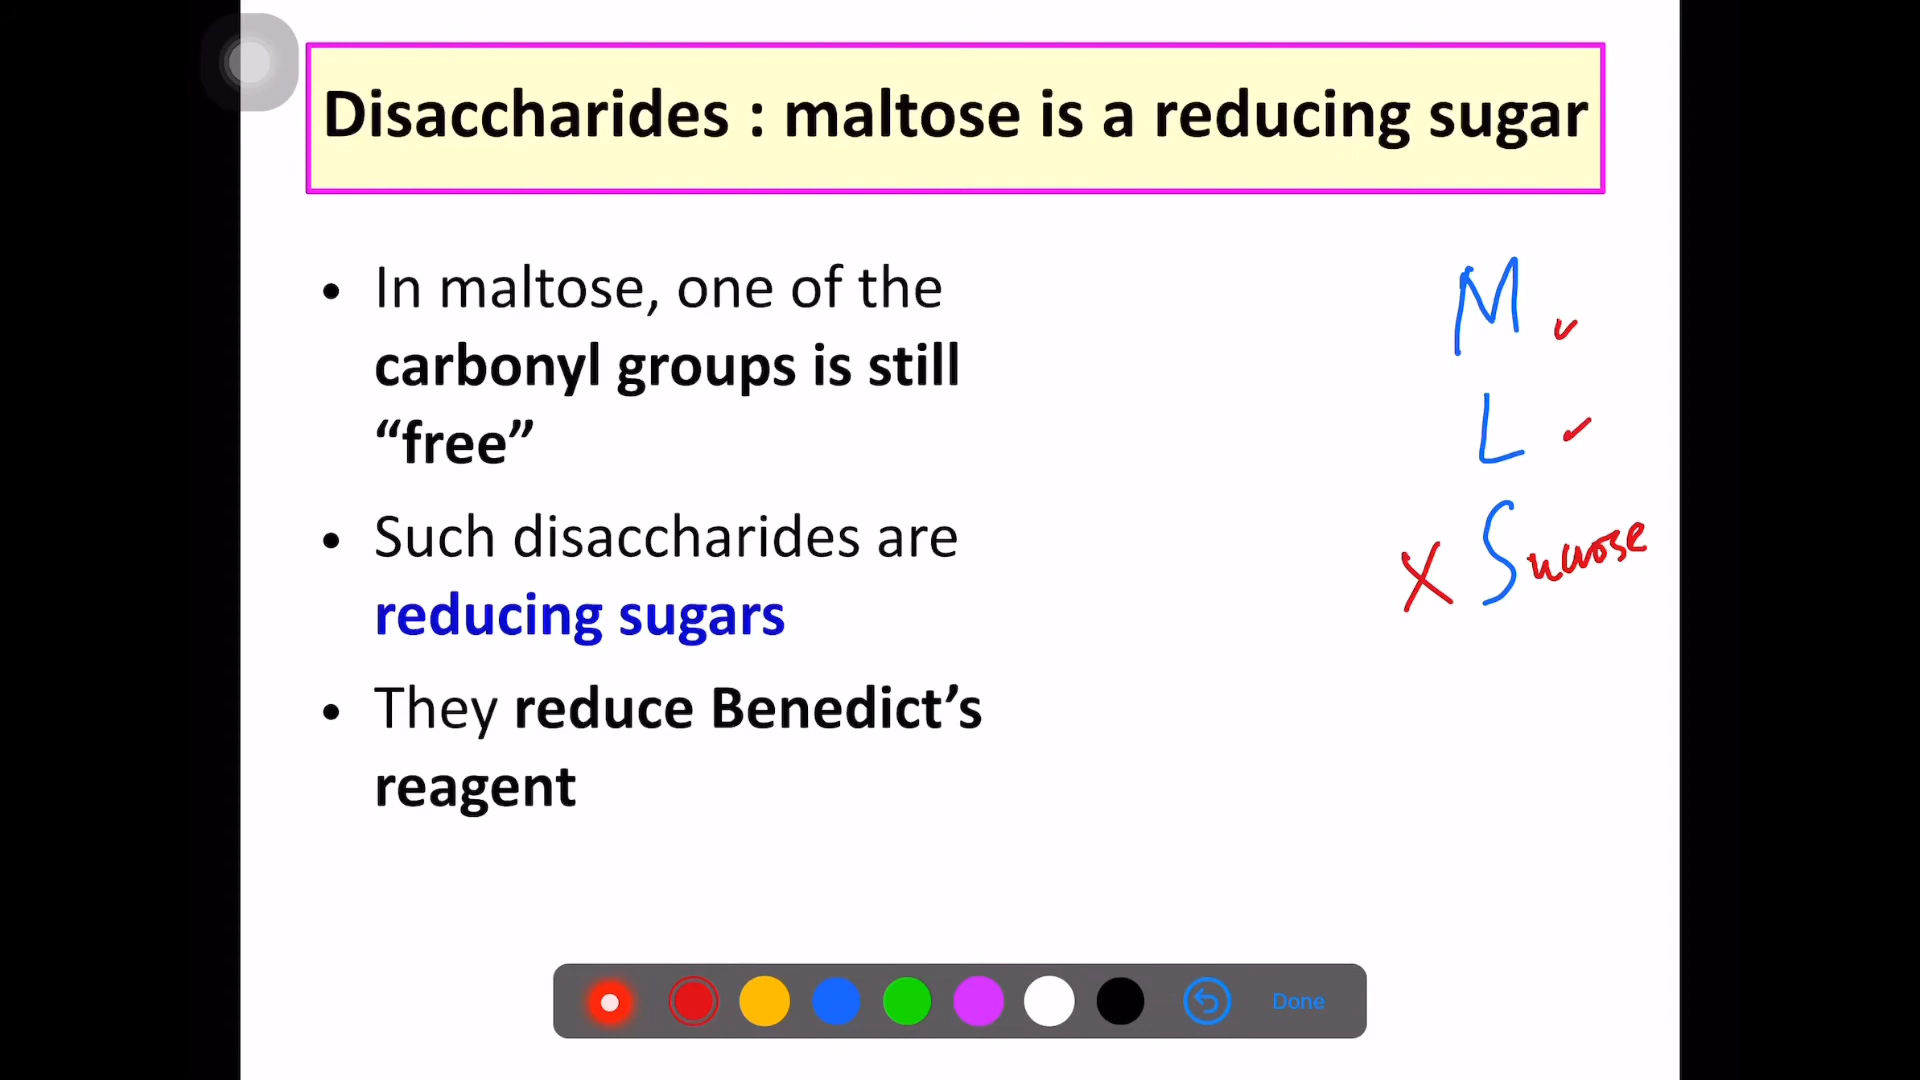 Disaccharides : maltose is a reducing sugar
• In maltose, one of the
carbonyl groups is still
“free”
• Such disaccharides are
reducing sugars
• They reduce Benedict’s
reagent
M ✓
L ✓
X Sucrose
Done